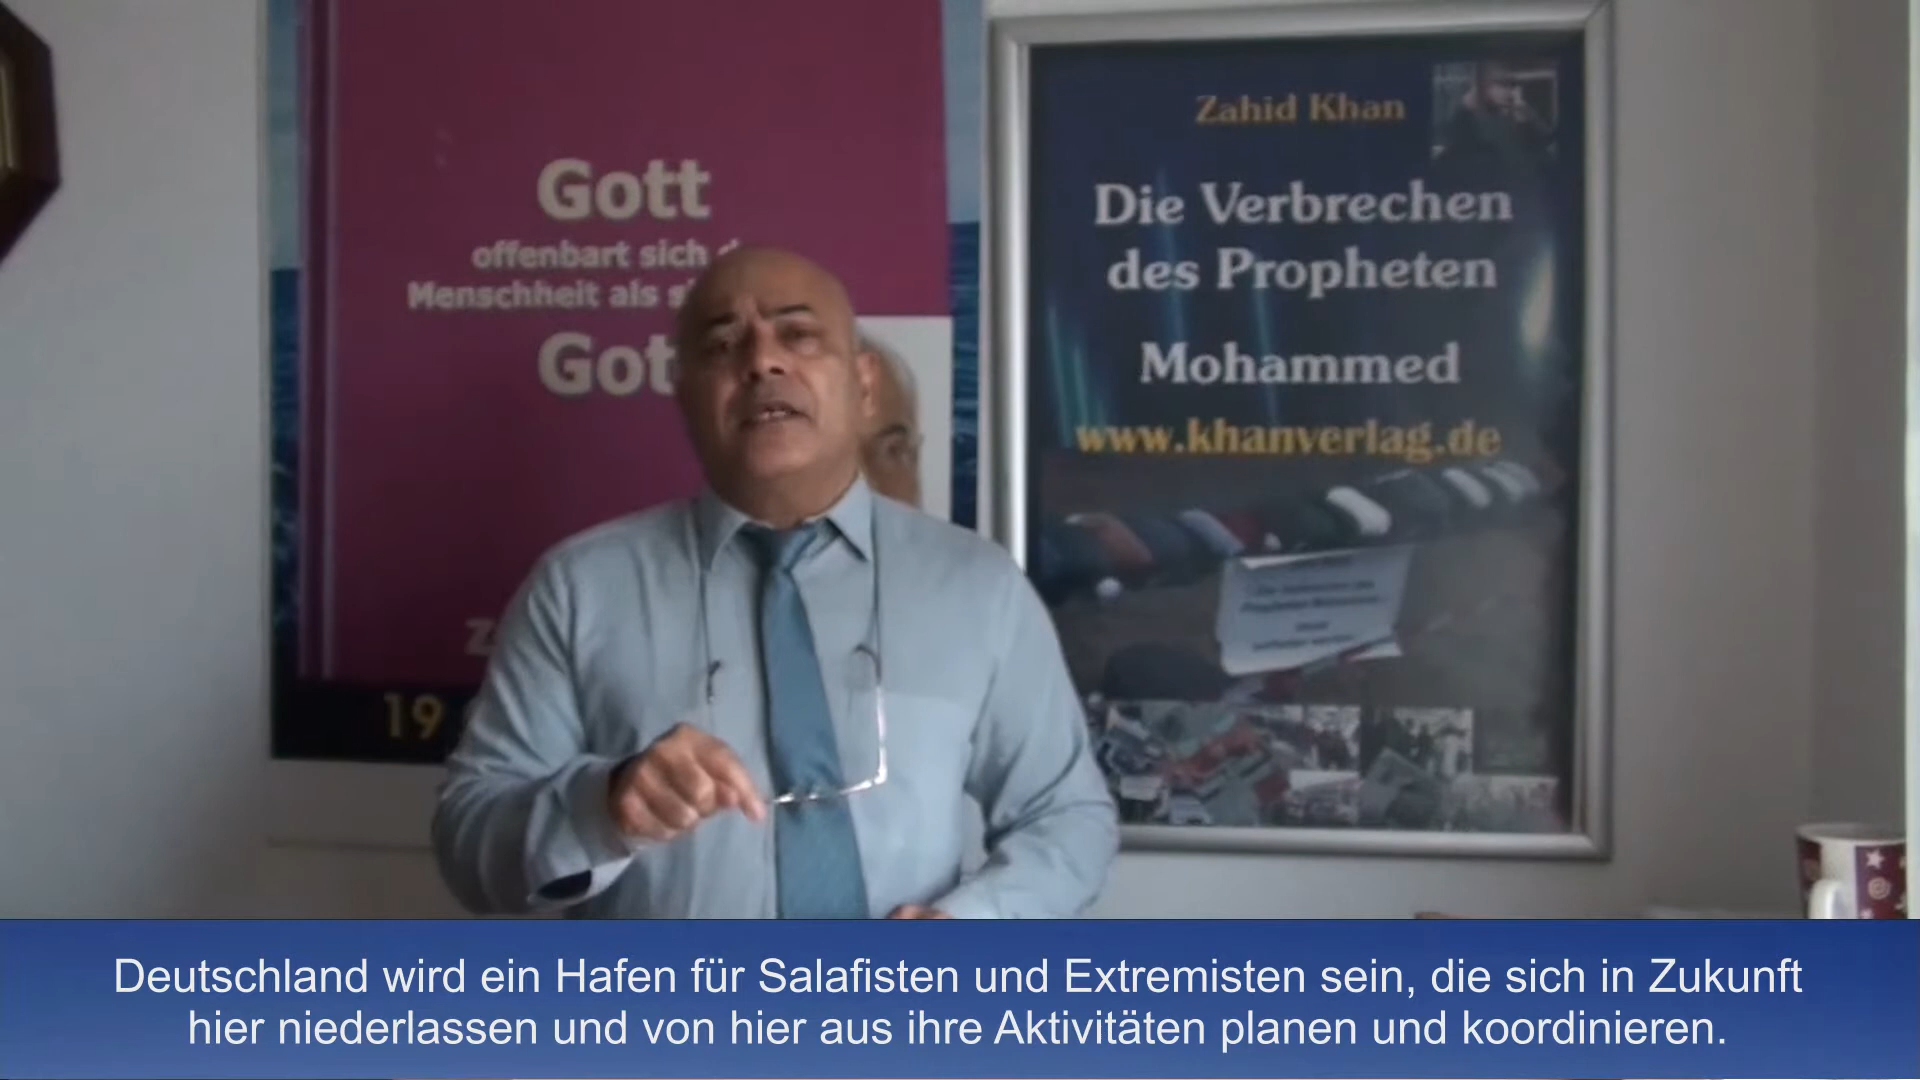 Gott
offenbart sich
Menschheit als
Zahid Khan
Die Verbrechen
des Propheten
Mohammed
www.khanverlag.de
19
Deutschland wird ein Hafen für Salafisten und Extremisten sein, die sich in Zukunft
hier niederlassen und von hier aus ihre Aktivitäten planen und koordinieren.